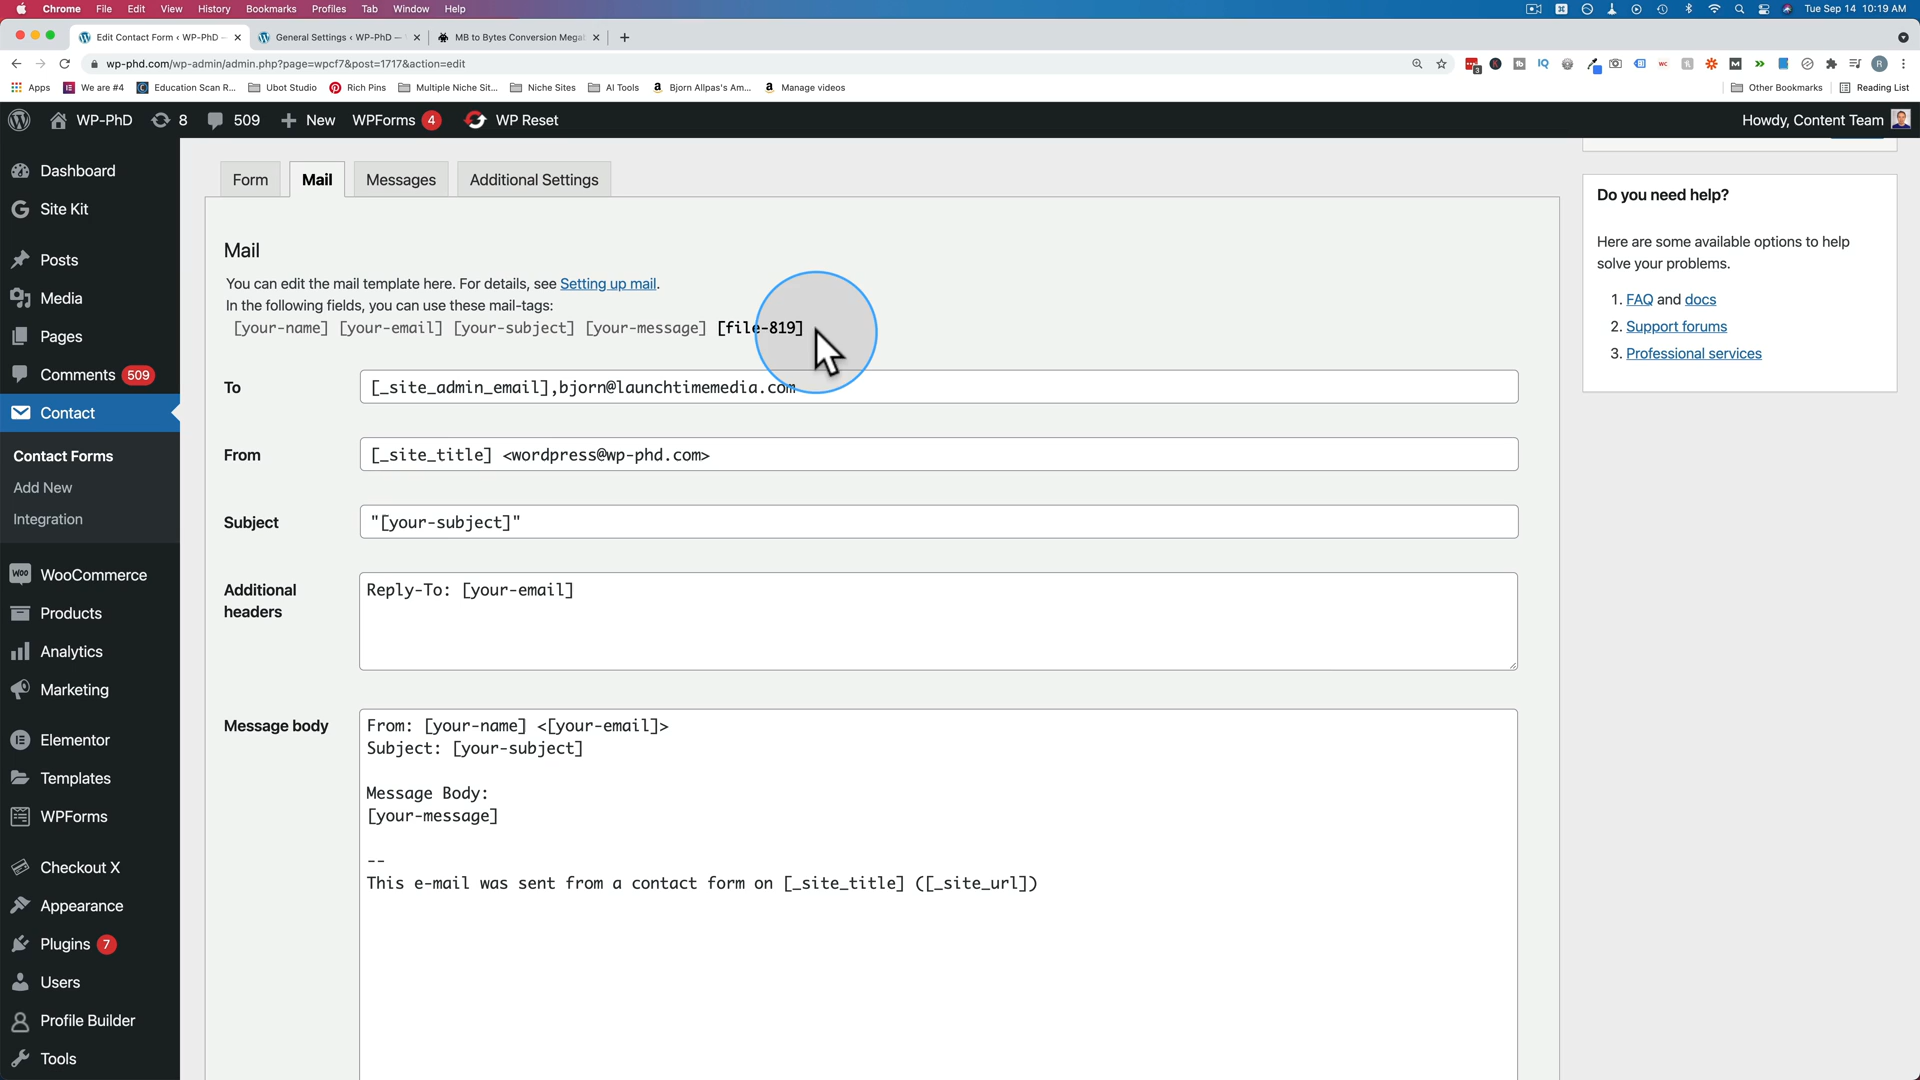 Chrome File Edit View History Bookmarks Profiles Tab Window Help
Tue Sep 14 10:19 AM
Edit Contact Form ‹ WP-PhD —
General Settings ‹ WP-PhD —
MB to Bytes Conversion Mega
wp-phd.com/wp-admin/admin.php?page=wpcf7&post=1717&action=edit
Apps We are #4 Education Scan R... Ubot Studio Rich Pins Multiple Niche Sit... Niche Sites AI Tools Bjorn Allpas's Am... Manage videos Other Bookmarks Reading List
WP-PhD 8 509 New WPForms 4 WP Reset Howdy, Content Team
Dashboard
Site Kit
Posts
Media
Pages
Comments 509
Contact
Contact Forms
Add New
Integration
WooCommerce
Products
Analytics
Marketing
Elementor
Templates
WPForms
Checkout X
Appearance
Plugins 7
Users
Profile Builder
Tools
Form Mail Messages Additional Settings
Mail
You can edit the mail template here. For details, see Setting up mail.
In the following fields, you can use these mail-tags:
[your-name] [your-email] [your-subject] [your-message] [file-819]
To [_site_admin_email],bjorn@launchtimemedia.com
From [_site_title] <wordpress@wp-phd.com>
Subject "[your-subject]"
Additional headers
Reply-To: [your-email]
Message body
From: [your-name] <[your-email]>
Subject: [your-subject]
Message Body:
[your-message]
--
This e-mail was sent from a contact form on [_site_title] ([_site_url])
Do you need help?
Here are some available options to help
solve your problems.
1. FAQ and docs
2. Support forums
3. Professional services